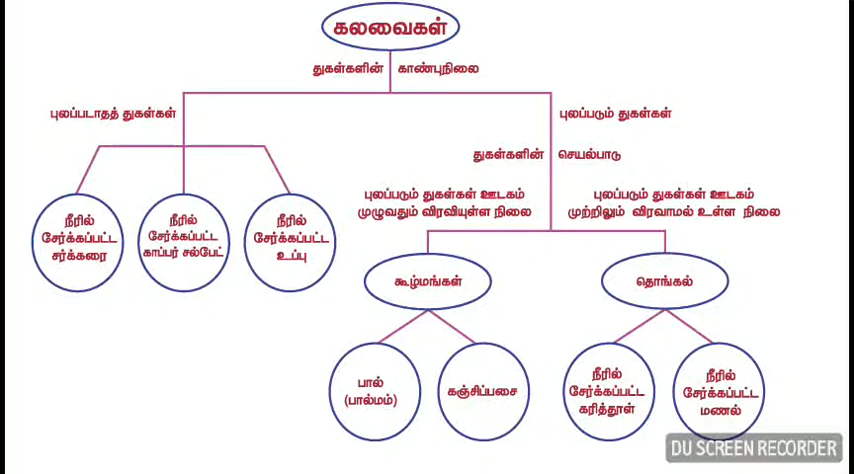 கலவைகள்
துகள்களின் காண்புநிலை
புலப்படாதத் துகள்கள்
புலப்படும் துகள்கள்
துகள்களின் செயல்பாடு
புலப்படும் துகள்கள் ஊடகம்
முழுவதும் விரவியுள்ள நிலை
புலப்படும் துகள்கள் ஊடகம்
முற்றிலும் விரவாமல் உள்ள நிலை
நீரில்
சேர்க்கப்பட்ட
சர்க்கரை
நீரில்
சேர்க்கப்பட்ட
காப்பர் சல்பேட்
நீரில்
சேர்க்கப்பட்ட
உப்பு
கூழ்மங்கள்
தொங்கல்
பால்
(பால்மம்)
கஞ்சிப்பசை
நீரில்
சேர்க்கப்பட்ட
கரித்தூள்
நீரில்
சேர்க்கப்பட்ட
மணல்
DU SCREEN RECORDER